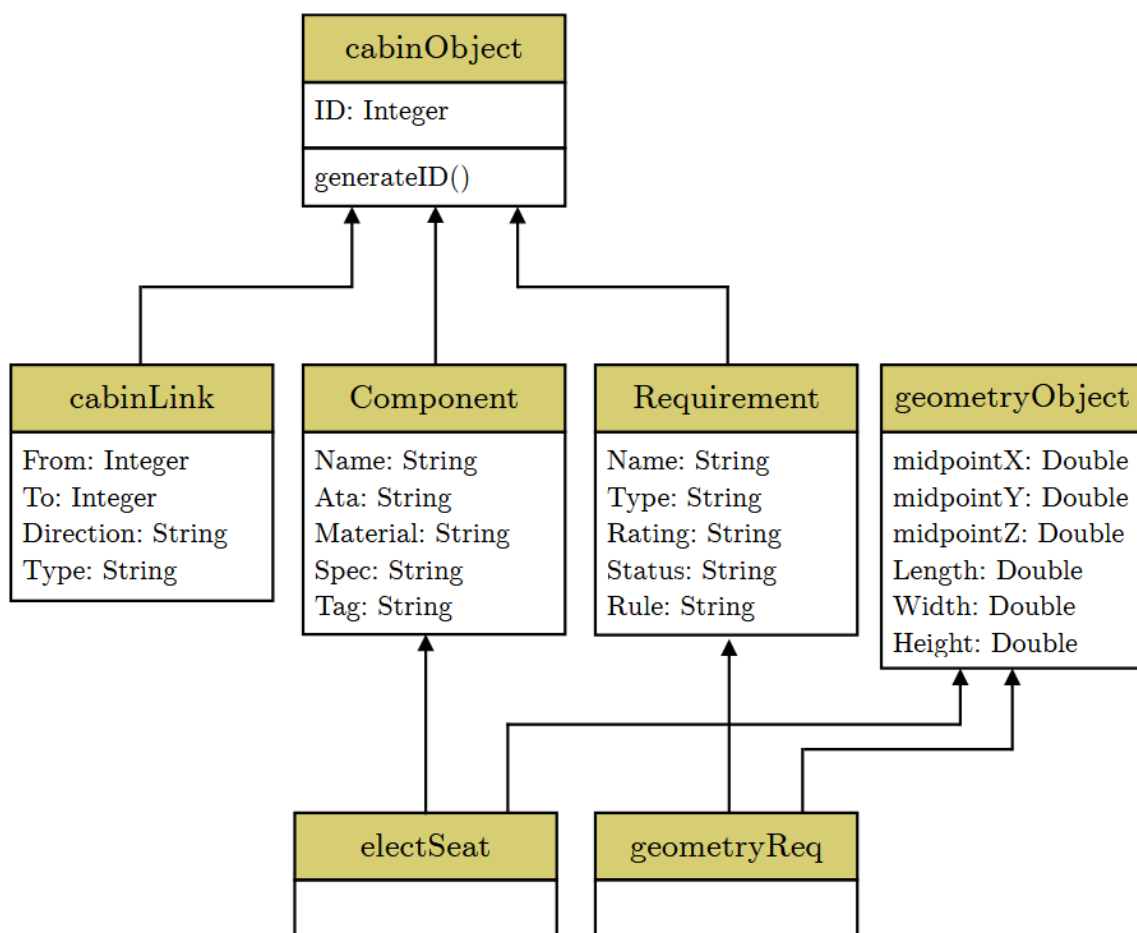 cabinObject
ID: Integer
generateID()
cabinLink
From: Integer
To: Integer
Direction: String
Type: String
Component
Name: String
Ata: String
Material: String
Spec: String
Tag: String
Requirement
Name: String
Type: String
Rating: String
Status: String
Rule: String
geometryObject
midpointX: Double
midpointY: Double
midpointZ: Double
Length: Double
Width: Double
Height: Double
electSeat
geometryReq